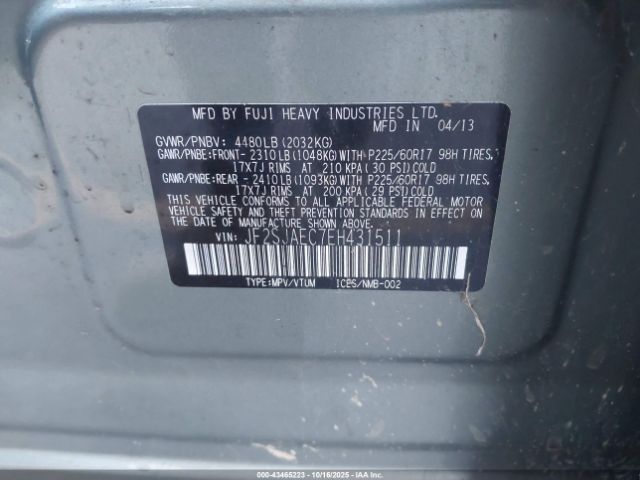 MFD BY FUJI HEAVY INDUSTRIES LTD.
MFD IN 04/13
GVWR/PNBV: 4480LB(2032KG)
GAWR/PNBE:FRONT-2310LB(1048KG)WITH P225/60R17 98H TIRES,
17X7J RIMS AT 210 KPA(30 PSI)COLD
GAWR/PNBE:REAR -2410LB(1093KG)WITH P225/60R17 98H TIRES,
17X7J RIMS AT 200 KPA(29 PSI)COLD
THIS VEHICLE CONFORMS TO ALL APPLICABLE FEDERAL MOTOR
VEHICLE SAFETY AND BUMPER STANDARDS IN EFFECT ON
THE DATE OF MANUFACTURE SHOWN ABOVE.
VIN: JF2SJAEC7EH431511
TYPE:MPV/VTUM ICES/NMB-002
000-43465223 - 10/16/2025 - IAAI, INC.